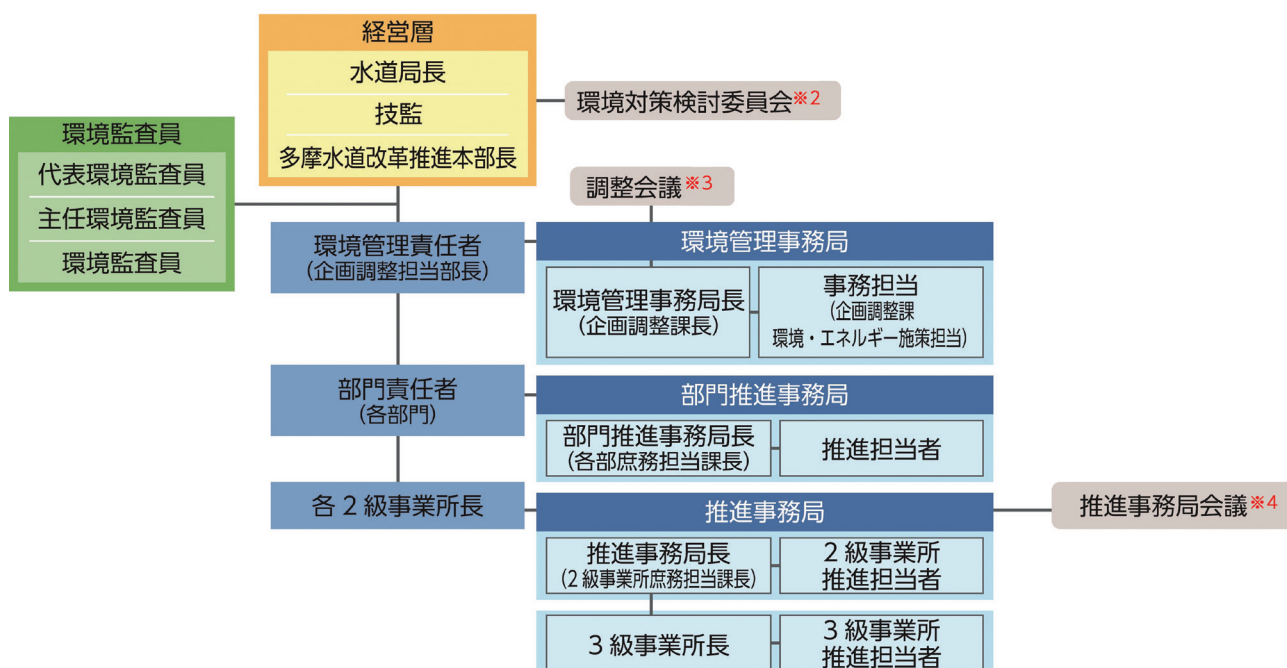 経営層
水道局長
技監
多摩水道改革推進本部長
環境対策検討委員会※2
環境監査員
代表環境監査員
主任環境監査員
環境監査員
調整会議※3
環境管理責任者
(企画調整担当部長)
環境管理事務局
環境管理事務局長
(企画調整課長)
事務担当
(企画調整課
環境・エネルギー施策担当)
部門責任者
(各部門)
部門推進事務局
部門推進事務局長
(各部庶務担当課長)
推進担当者
各2級事業所長
推進事務局
推進事務局会議※4
推進事務局長
(2級事業所庶務担当課長)
2級事業所
推進担当者
3級事業所長
3級事業所
推進担当者